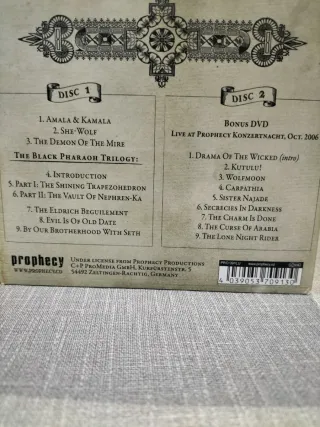 Disc 1
1. Amala & Kamala
2. She-Wolf
3. The Demon Of The Mire
The Black Pharaoh Trilogy:
4. Introduction
5. Part I: The Shining Trapezohedron
6. Part II: The Vault Of Nephren-Ka
7. The Eldrich Beguilement
8. Evil Is Of Old Date
9. By Our Brotherhood With Seth
Disc 2
Bonus DVD
Live at Prophecy Konzertnacht, Oct. 2006
1. Drama Of The Wicked (intro)
2. Kutulu!
3. Wolfmoon
4. Carpathia
5. Sister Najade
6. Secrecies In Darkness
7. The Charm Is Done
8. The Curse Of Arabia
9. The Lone Night Rider
prophecy
www.prophecy.cd
Under license from Prophecy Productions
C+P ProMedia GmbH, Kurfürstenstr. 5
54492 Zeltingen-Rachtig, Germany
4 039053 709130